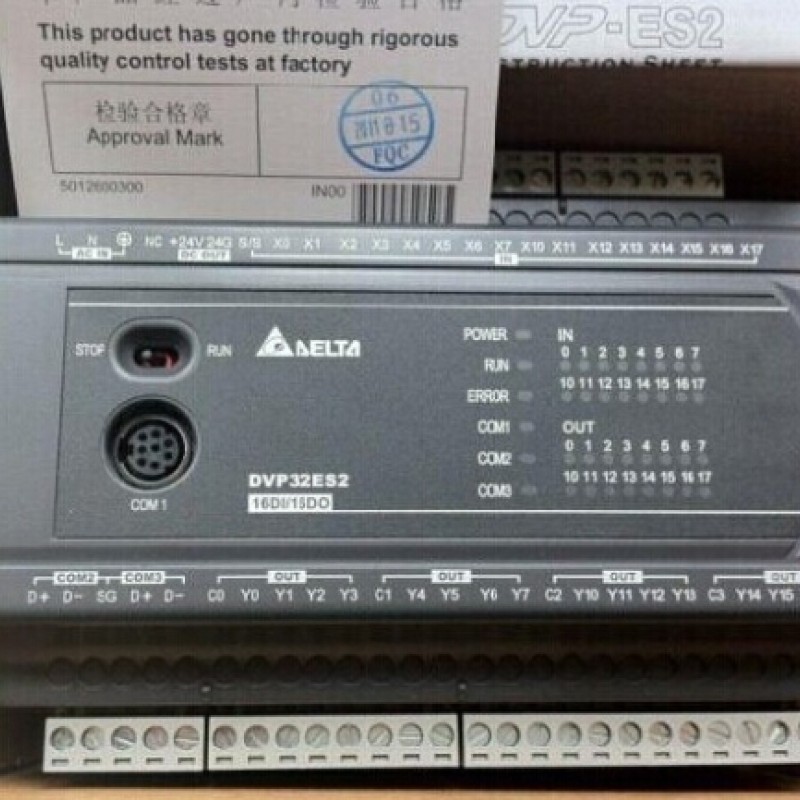 This product has gone through rigorous
quality control tests at factory
检验合格章
Approval Mark
06
FQC
5012600300
IN00
DVP-ES2
STRUCTION SHEET
L N NC +24V 24G S/S X0 X1 X2 X3 X4 X5 X6 X7 X10 X11 X12 X13 X14 X15 X16 X17
AC IN DC OUT IN
STOP RUN
DELTA
COM1
DVP32ES2
16DI/16DO
POWER
RUN
ERROR
COM1
COM2
COM3
IN
0 1 2 3 4 5 6 7
10 11 12 13 14 15 16 17
OUT
0 1 2 3 4 5 6 7
10 11 12 13 14 15 16 17
COM2 COM3 OUT OUT OUT OUT
D+ D- SG D+ D- C0 Y0 Y1 Y2 Y3 C1 Y4 Y5 Y6 Y7 C2 Y10 Y11 Y12 Y13 C3 Y14 Y15